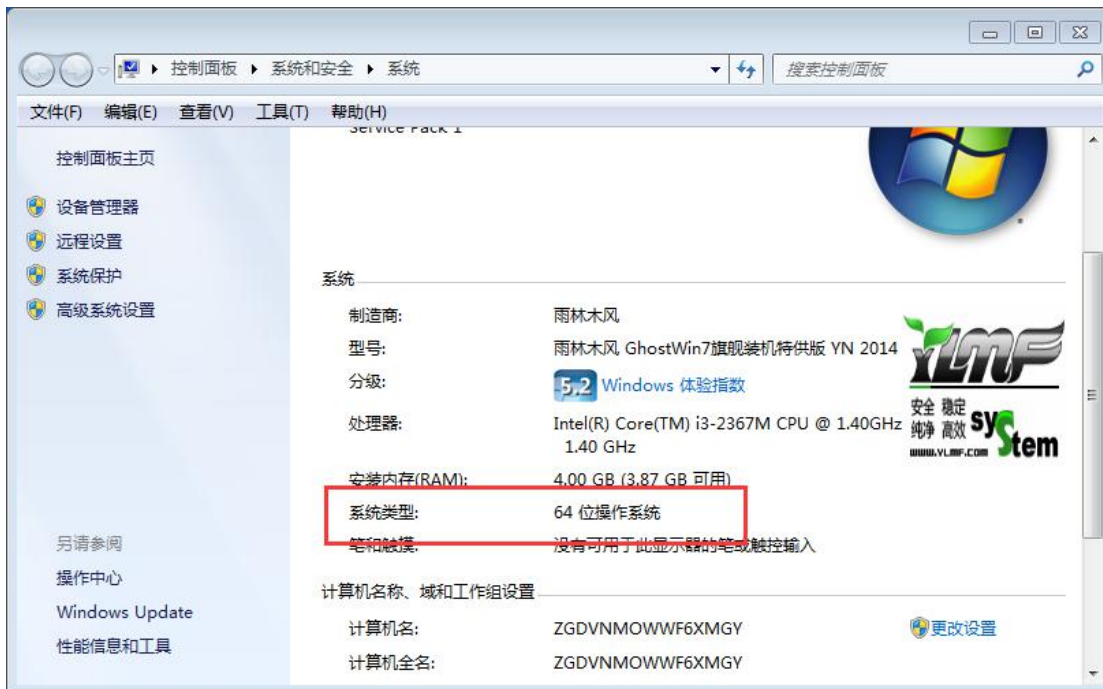 控制面板 ▸ 系统和安全 ▸ 系统
搜索控制面板
文件(F) 编辑(E) 查看(V) 工具(T) 帮助(H)
Service Pack 1
控制面板主页
设备管理器
远程设置
系统保护
高级系统设置
系统
制造商: 雨林木风
型号: 雨林木风 GhostWin7旗舰装机特供版 YN 2014
分级: 5.2 Windows 体验指数
处理器: Intel(R) Core(TM) i3-2367M CPU @ 1.40GHz
1.40 GHz
安装内存(RAM): 4.00 GB (3.87 GB 可用)
系统类型: 64 位操作系统
笔和触摸: 没有可用于此显示器的笔或触控输入
YLMF
安全 稳定
纯净 高效 system
www.YLMF.com
计算机名称、域和工作组设置
计算机名: ZGDVNMOWWF6XMGY 更改设置
计算机全名: ZGDVNMOWWF6XMGY
另请参阅
操作中心
Windows Update
性能信息和工具